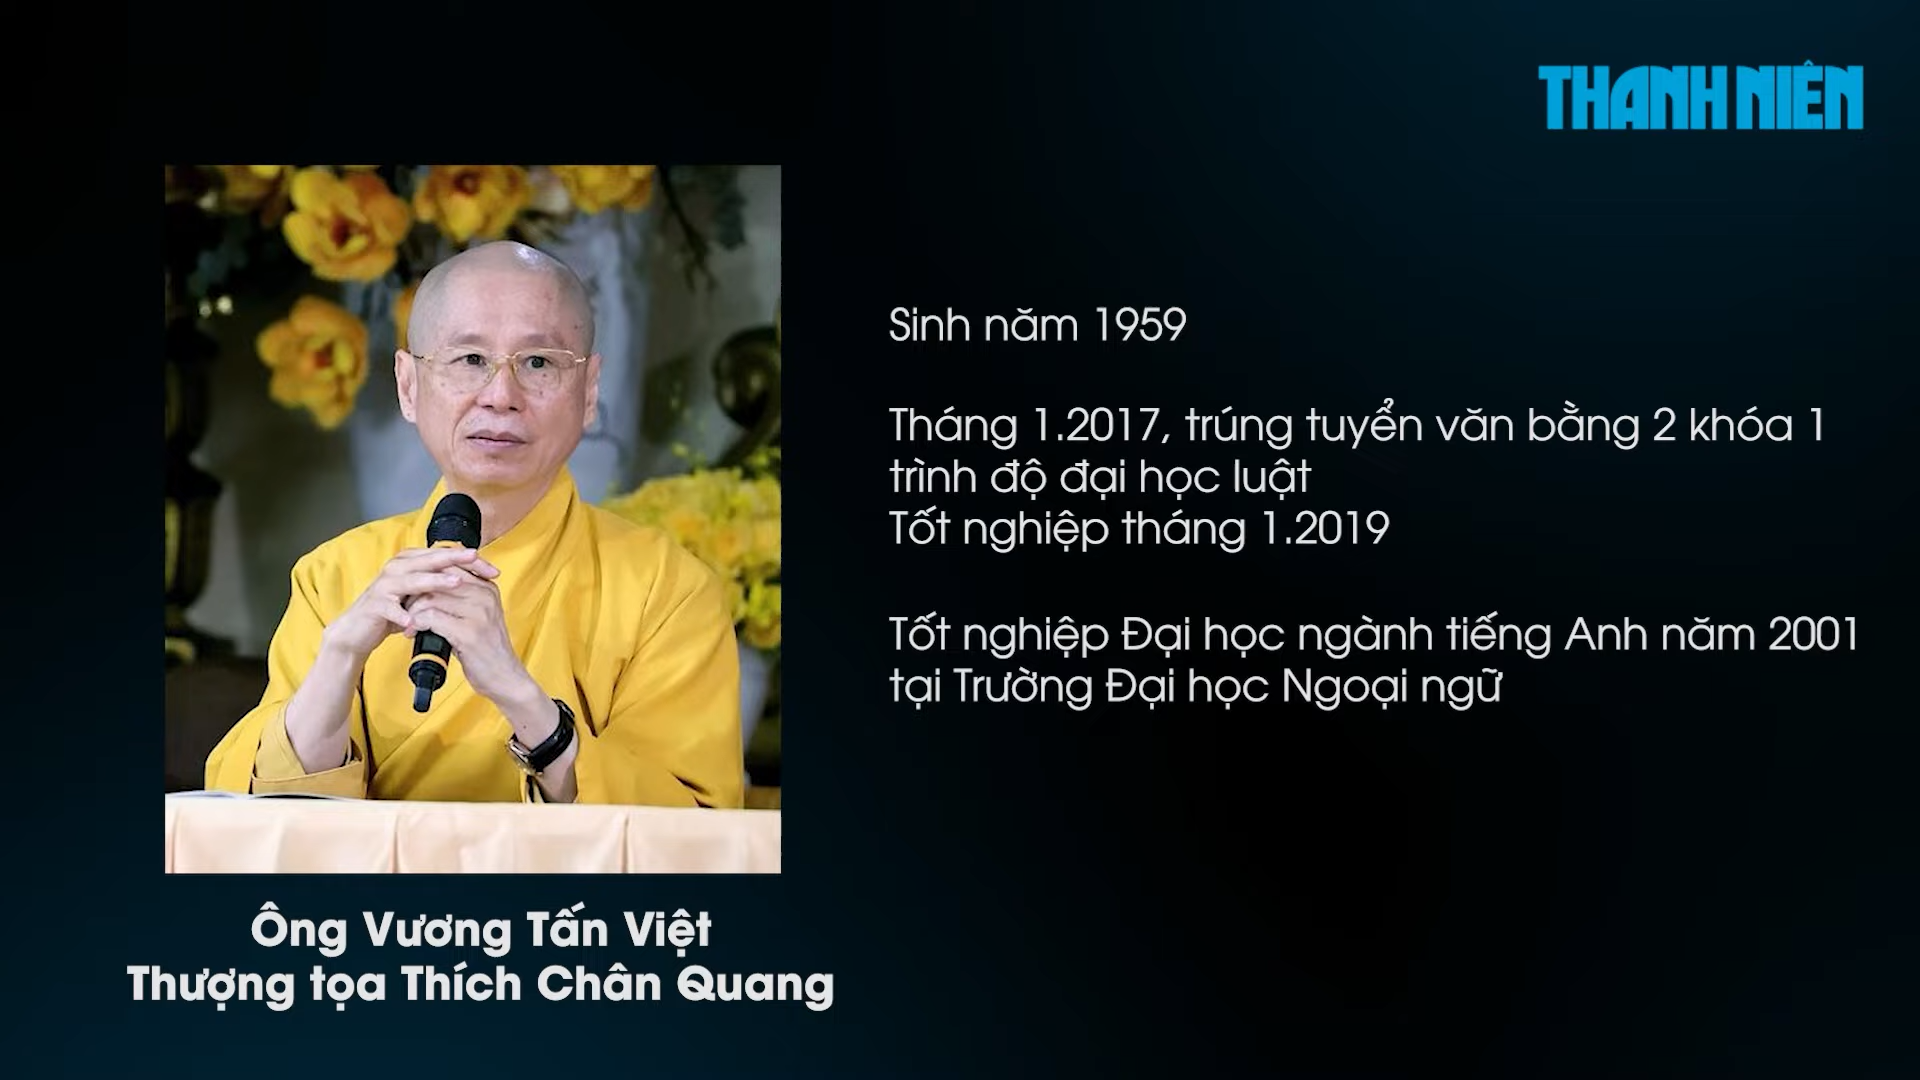 THANH NIÊN
Sinh năm 1959
Tháng 1.2017, trúng tuyển văn bằng 2 khóa 1
trình độ đại học luật
Tốt nghiệp tháng 1.2019
Tốt nghiệp Đại học ngành tiếng Anh năm 2001
tại Trường Đại học Ngoại ngữ
Ông Vương Tấn Việt
Thượng tọa Thích Chân Quang